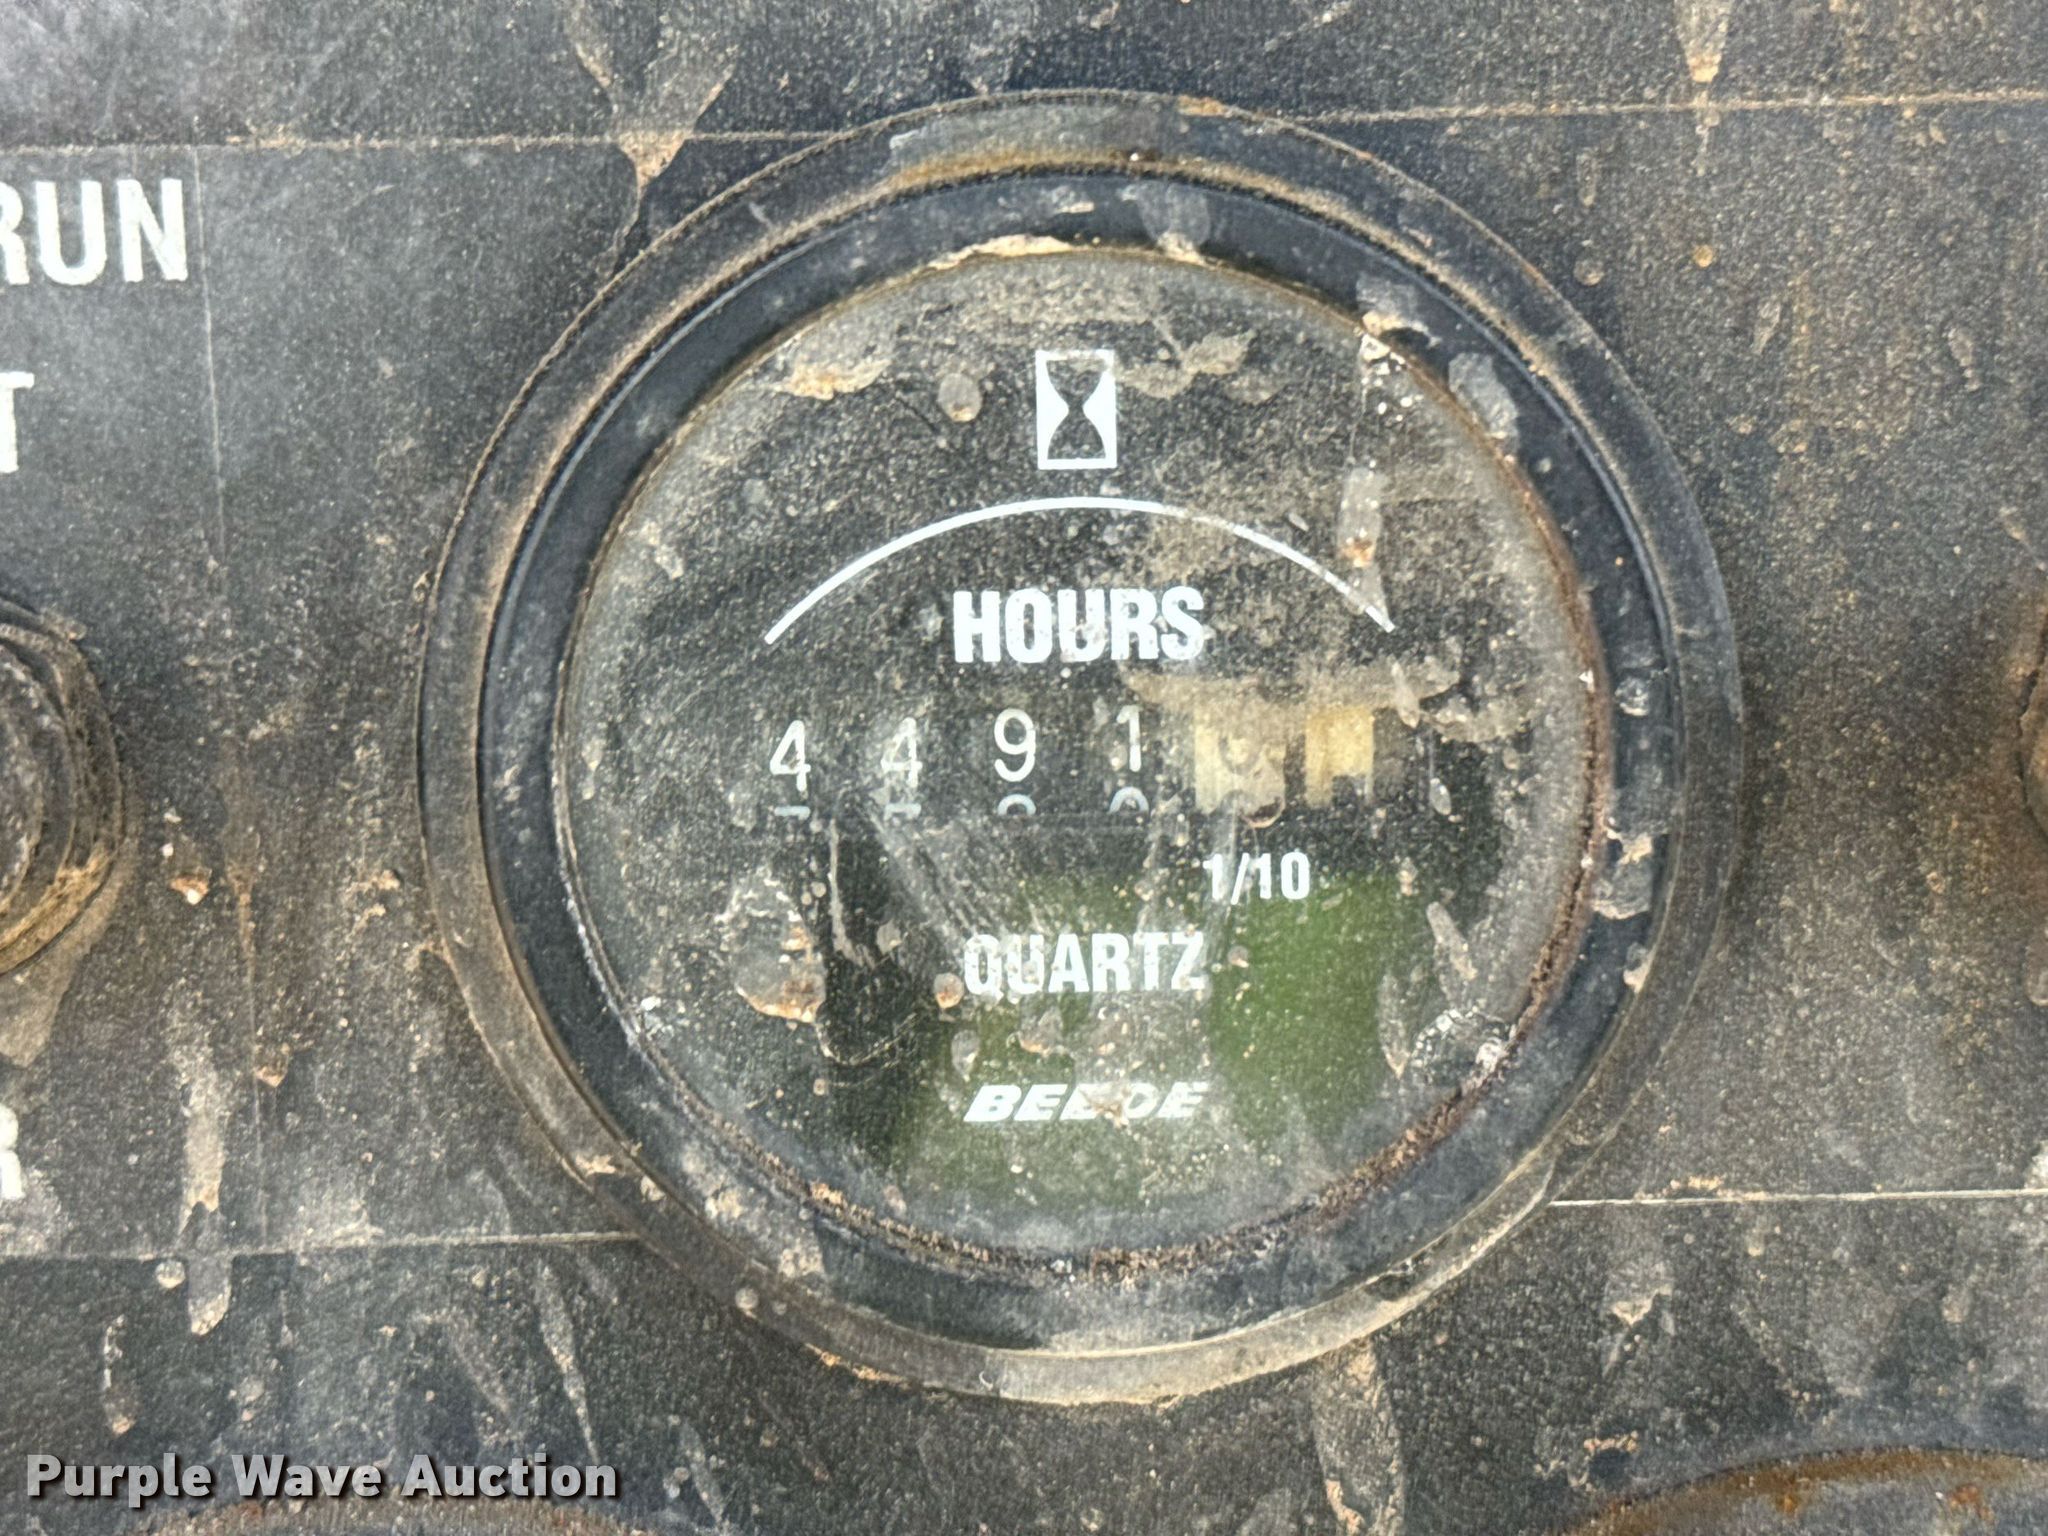 RUN
T
HOURS
4 4 9 1
1/10
QUARTZ
BEEDE
R
Purple Wave Auction